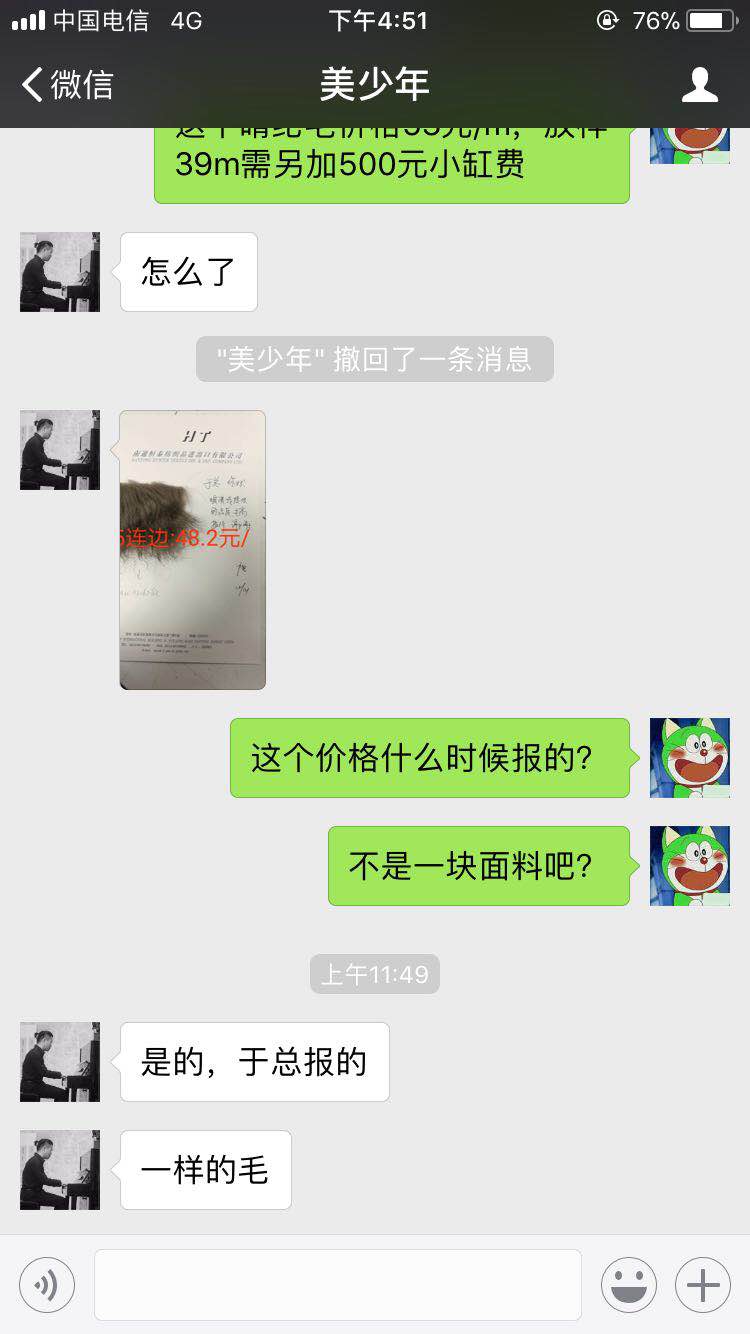 中国电信 4G 下午4:51 76%
微信 美少年
39m需另加500元小缸费
怎么了
"美少年" 撤回了一条消息
HT
连边:48.2元/
这个价格什么时候报的?
不是一块面料吧?
上午11:49
是的，于总报的
一样的毛